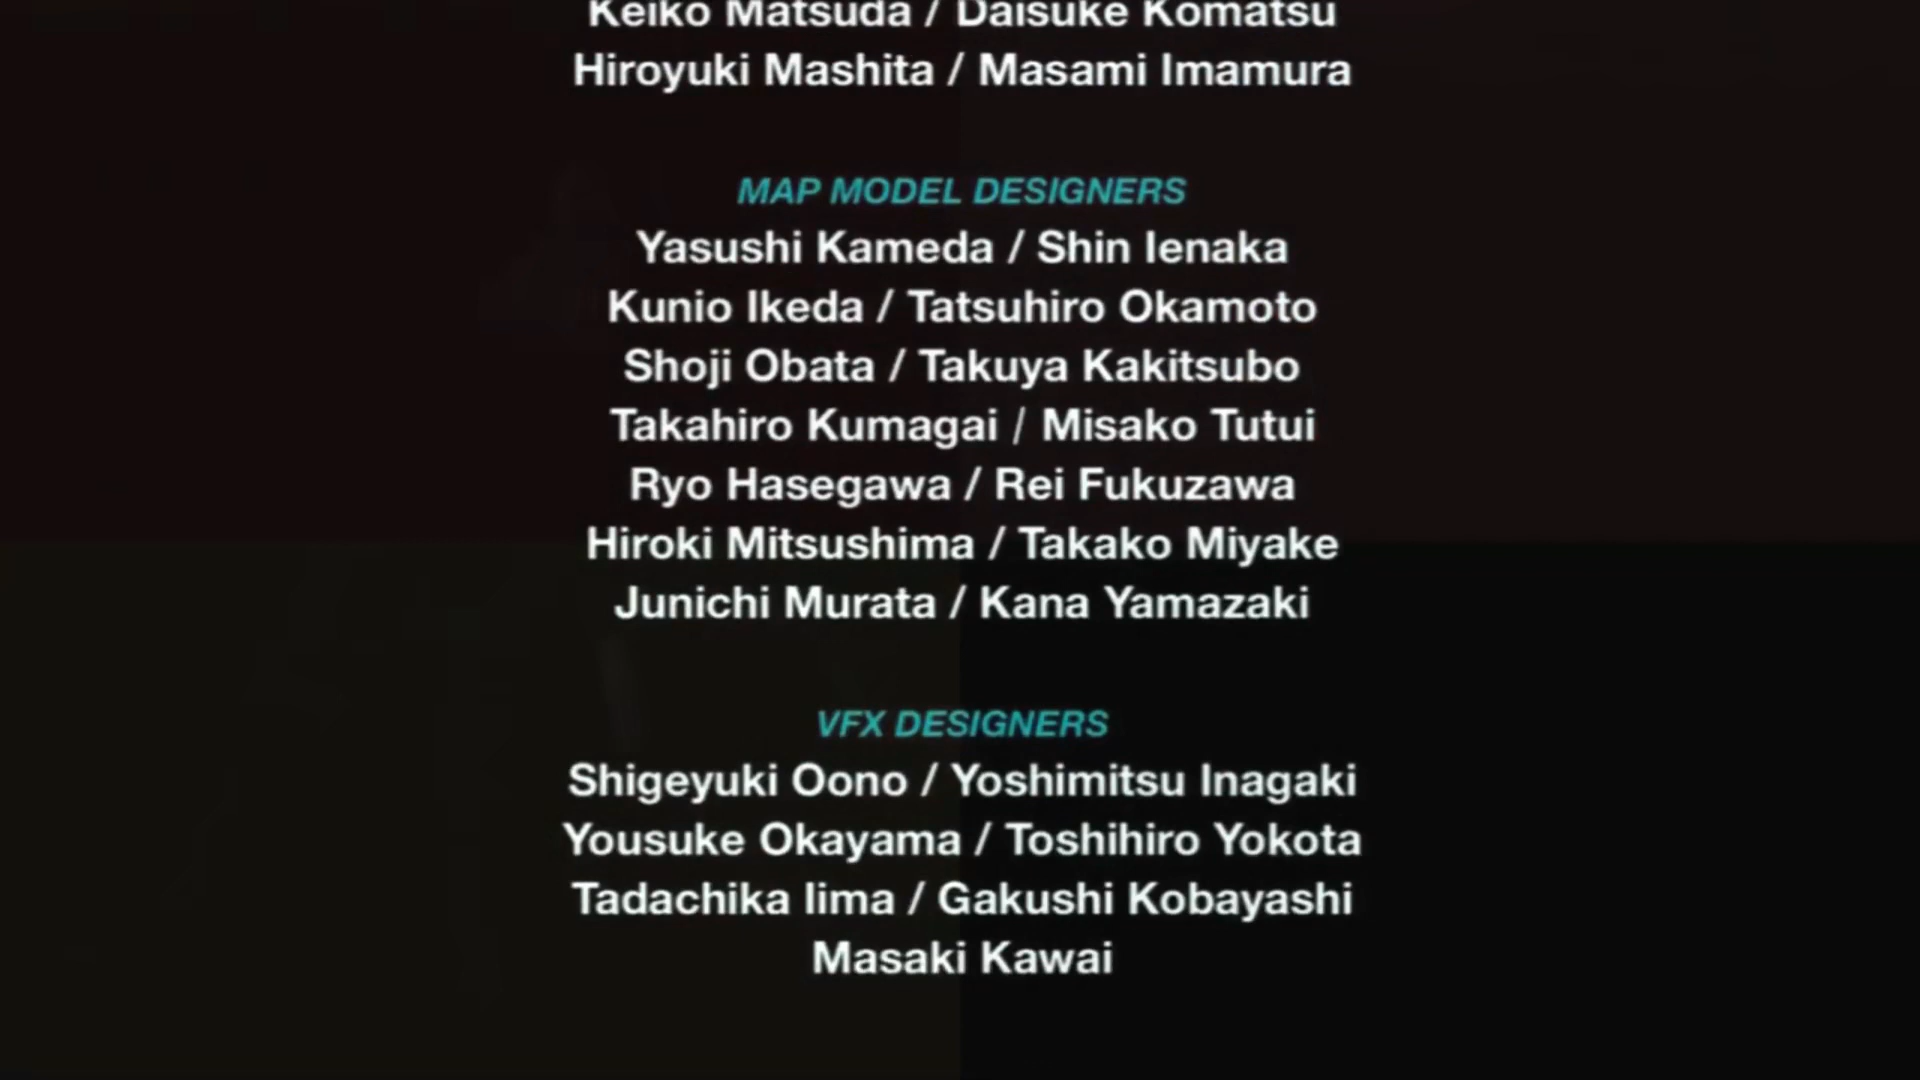 Keiko Matsuda / Daisuke Komatsu
Hiroyuki Mashita / Masami Imamura
MAP MODEL DESIGNERS
Yasushi Kameda / Shin Ienaka
Kunio Ikeda / Tatsuhiro Okamoto
Shoji Obata / Takuya Kakitsubo
Takahiro Kumagai / Misako Tutui
Ryo Hasegawa / Rei Fukuzawa
Hiroki Mitsushima / Takako Miyake
Junichi Murata / Kana Yamazaki
VFX DESIGNERS
Shigeyuki Oono / Yoshimitsu Inagaki
Yousuke Okayama / Toshihiro Yokota
Tadachika Iima / Gakushi Kobayashi
Masaki Kawai